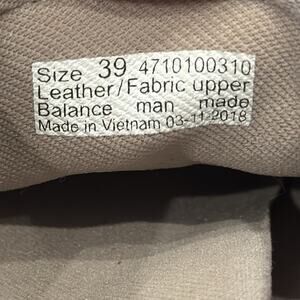 Size 39 4710100310
Leather/Fabric upper
Balance man made
Made in Vietnam 03-11-2018